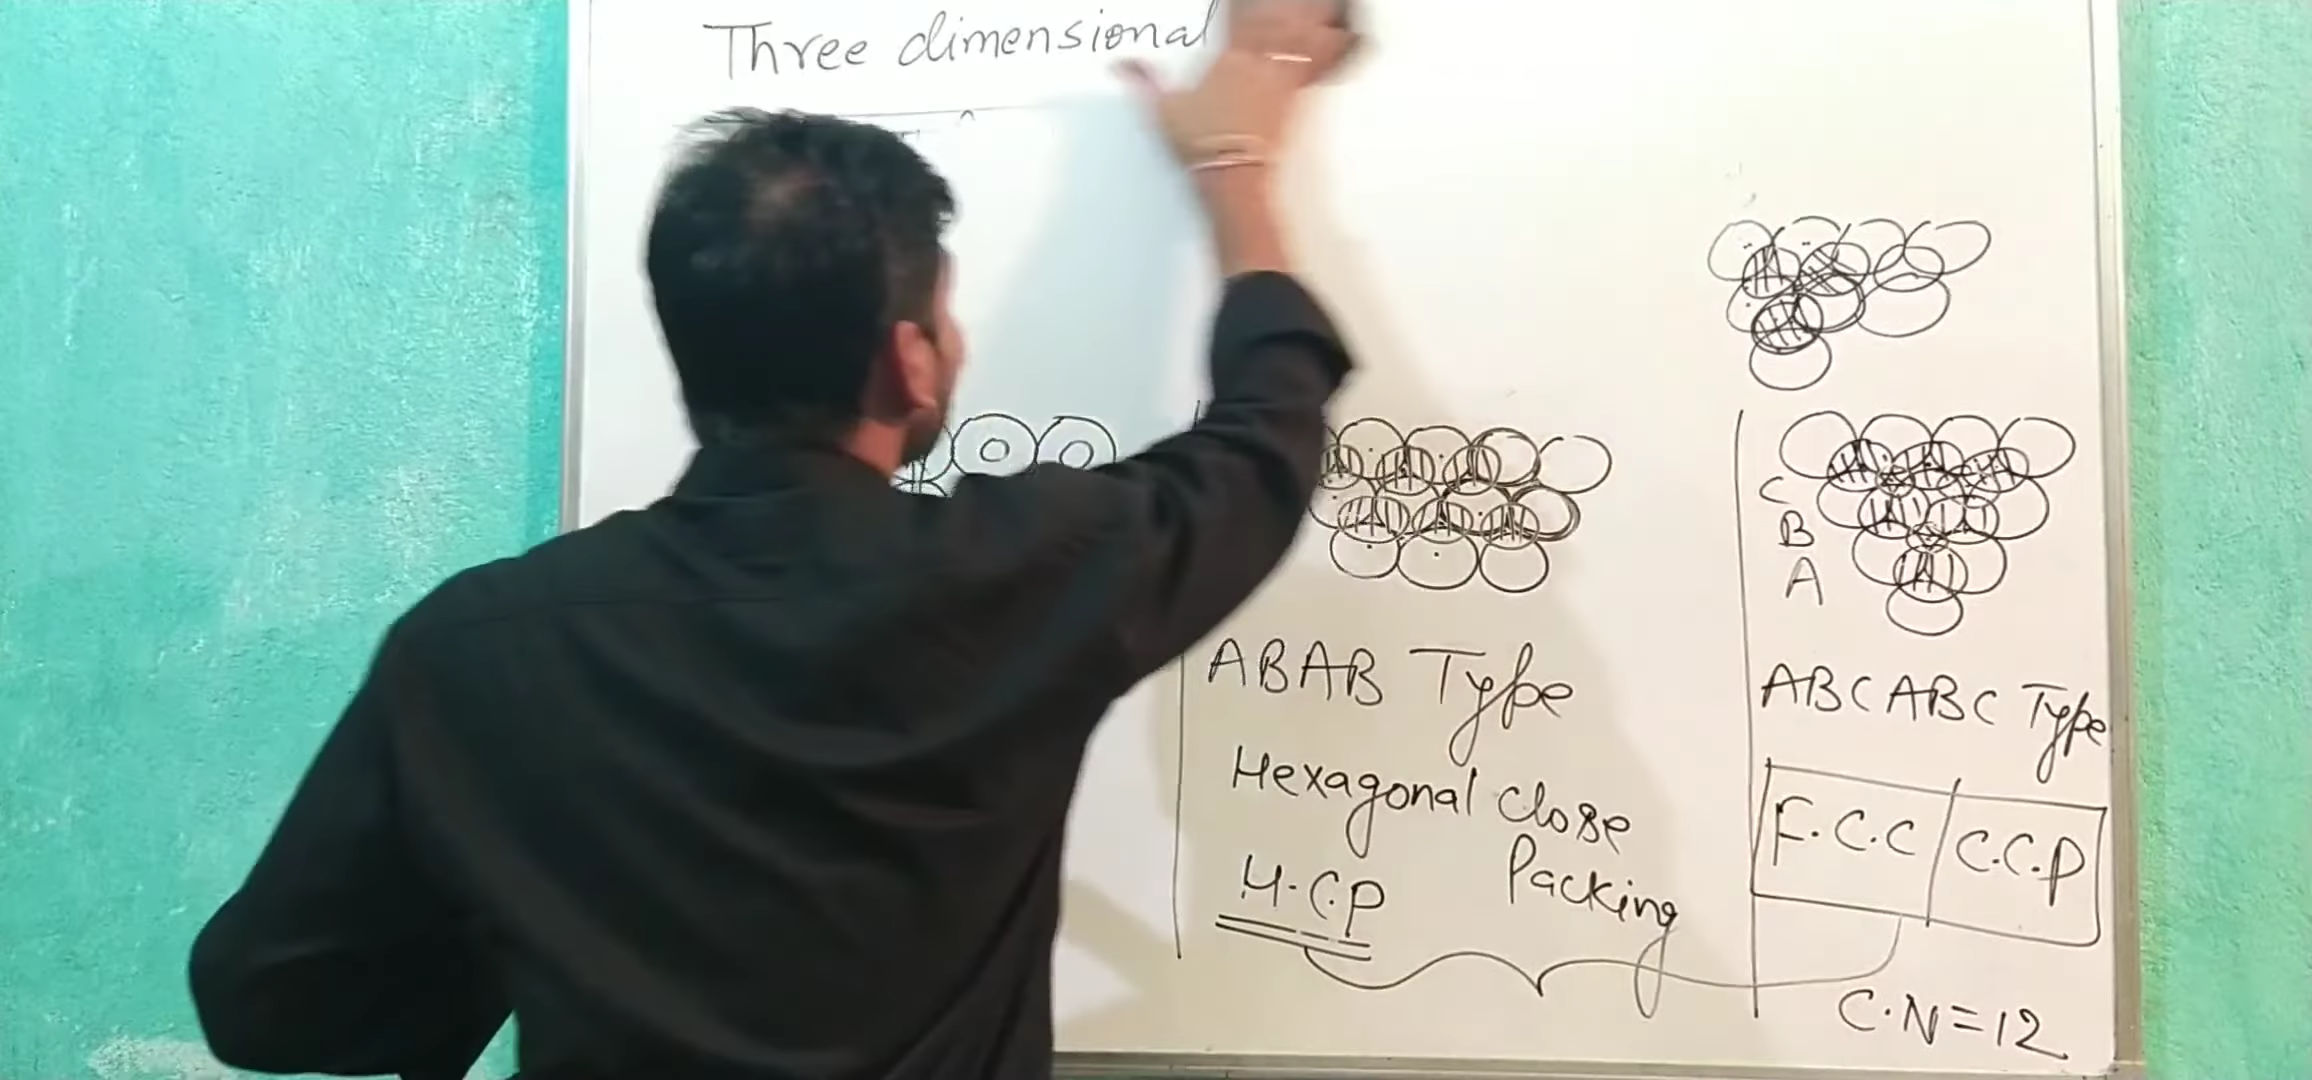 Three dimensional
C
B
A
ABAB Type
Hexagonal Close
Packing
H.C.P
ABCABC Type
F.C.C
C.C.P
C.N=12